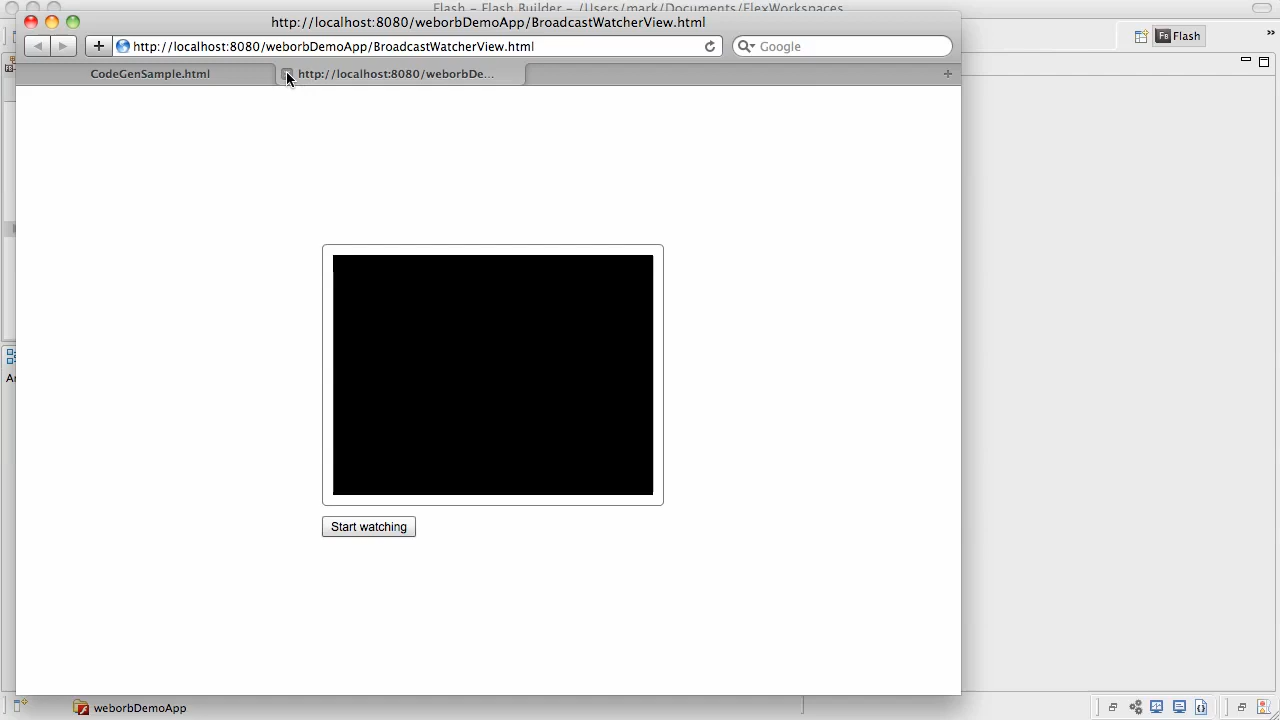 Flash – Flash Builder – /Users/mark/Documents/FlexWorkspaces
http://localhost:8080/weborbDemoApp/BroadcastWatcherView.html
http://localhost:8080/weborbDemoApp/BroadcastWatcherView.html
Google
Fs Flash
»
CodeGenSample.html
http://localhost:8080/weborbDe...
Start watching
weborbDemoApp